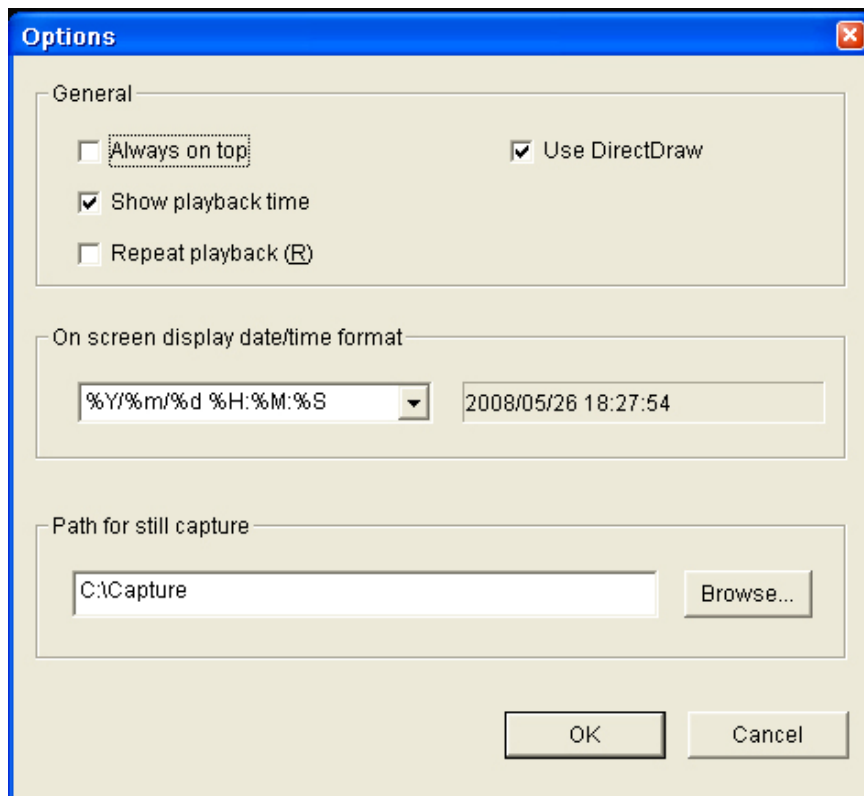 Options
General
Always on top
Use DirectDraw
Show playback time
Repeat playback (R)
On screen display date/time format
%Y/%m/%d %H:%M:%S
2008/05/26 18:27:54
Path for still capture
C:\Capture
Browse...
OK
Cancel